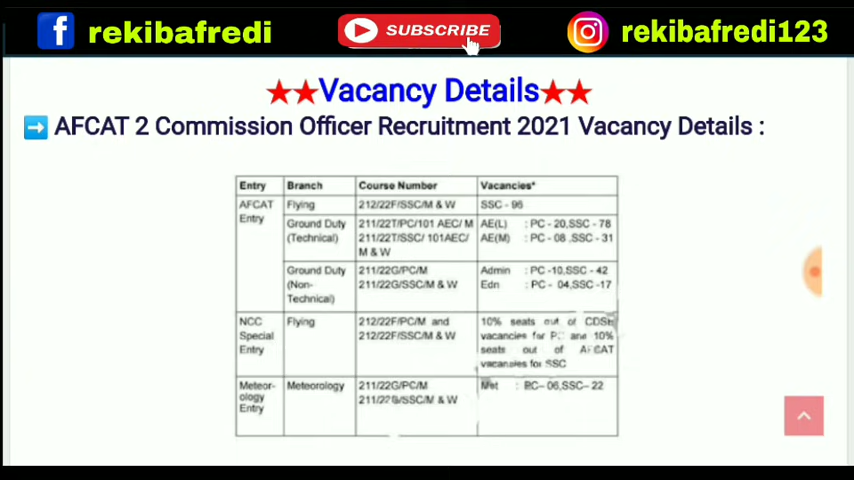 rekibafredi
SUBSCRIBE
rekibafredi123
Vacancy Details
AFCAT 2 Commission Officer Recruitment 2021 Vacancy Details :
Entry Branch Course Number Vacancies*
AFCAT Entry
Flying
212/22F/SSC/M & W
SSC - 96
Ground Duty (Technical)
211/22T/PC/101 AEC/ M
211/22T/SSC/ 101AEC/
M & W
AE(L) : PC - 20,SSC - 78
AE(M) : PC - 08 ,SSC - 31
Ground Duty
(Non-
Technical)
211/22G/PC/M
211/22G/SSC/M & W
Admin : PC -10,SSC - 42
Edn : PC - 04,SSC -17
NCC
Special
Entry
Flying
212/22F/PC/M and
212/22F/SSC/M & W
10% seats out of CDSE
vacancies for PC and 10%
seats out of AFCAT
vacancies for SSC
Meteor-
ology
Entry
Meteorology
211/22G/PC/M
211/22G/SSC/M & W
Met : PC– 06,SSC– 22